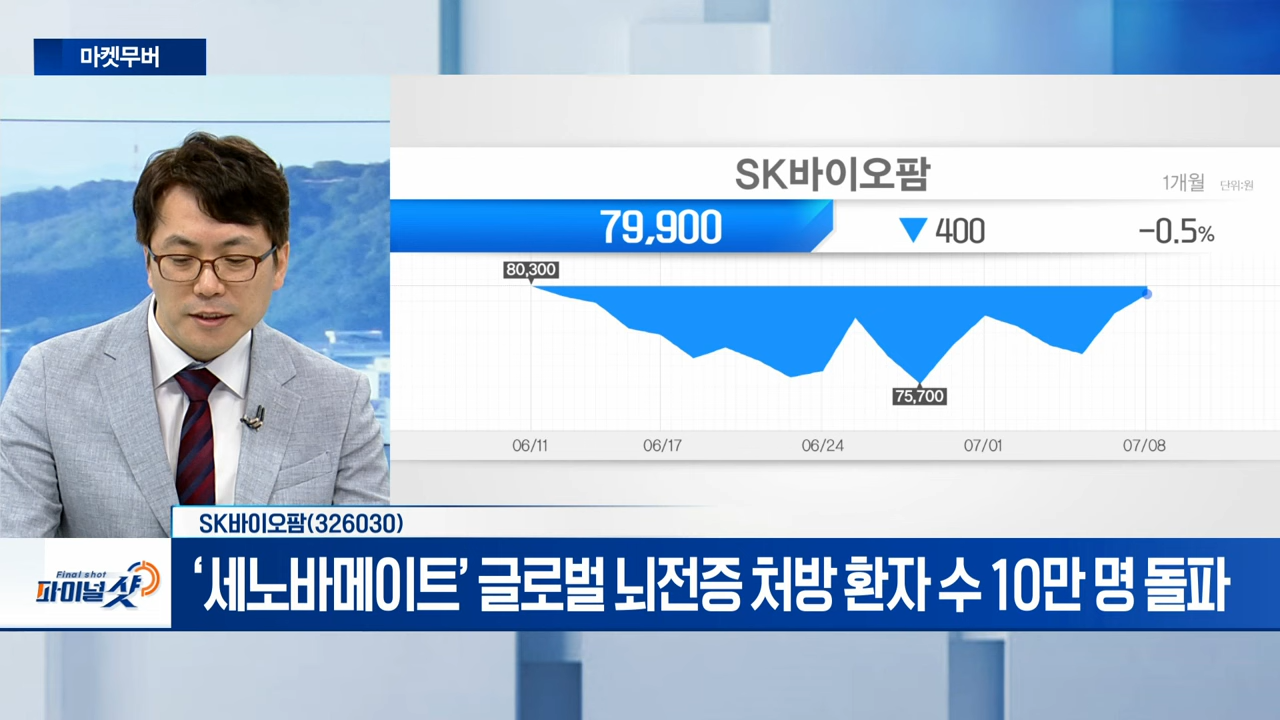 마켓무버
SK바이오팜
1개월 단위:원
79,900 ▼ 400 -0.5%
80,300
75,700
06/11 06/17 06/24 07/01 07/08
SK바이오팜(326030)
Final shot
파이널샷
‘세노바메이트’ 글로벌 뇌전증 처방 환자 수 10만 명 돌파